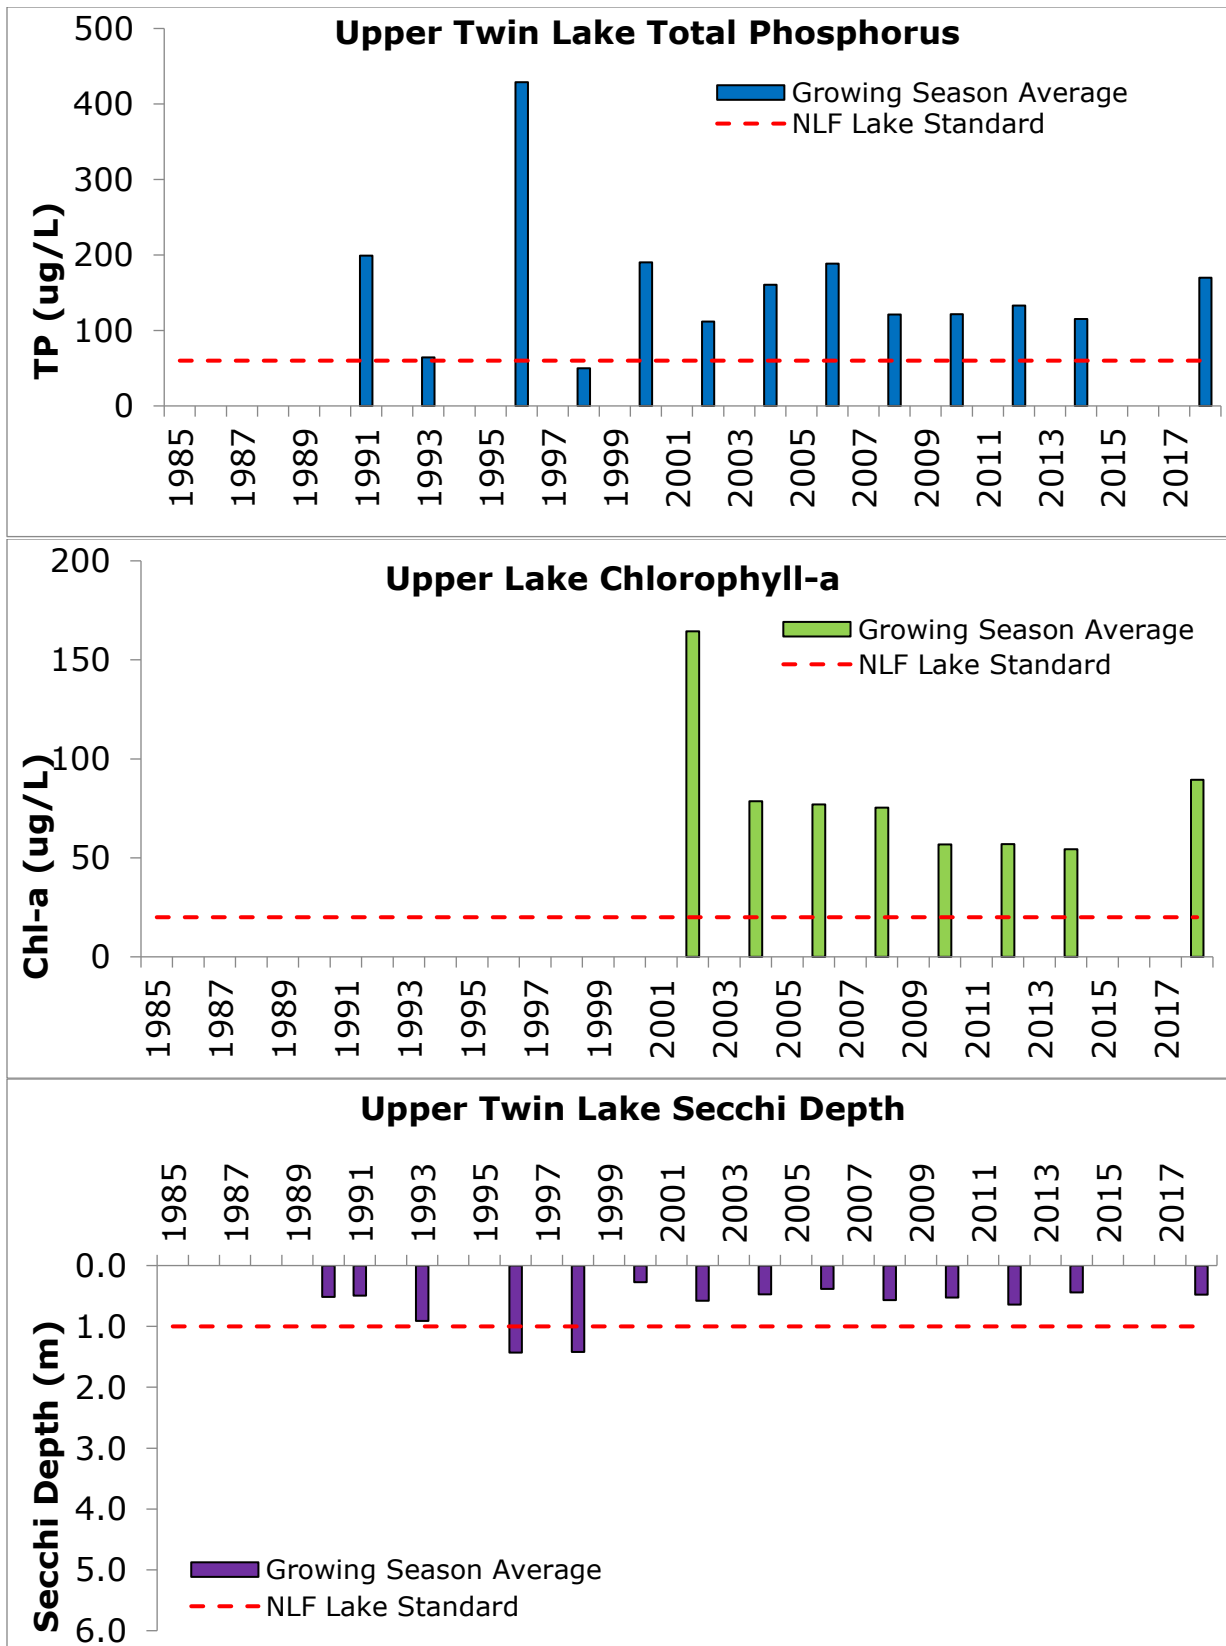 Upper Twin Lake Total Phosphorus
Growing Season Average
NLF Lake Standard
TP (ug/L)
500
400
300
200
100
0
1985 1987 1989 1991 1993 1995 1997 1999 2001 2003 2005 2007 2009 2011 2013 2015 2017
Upper Lake Chlorophyll-a
Growing Season Average
NLF Lake Standard
Chl-a (ug/L)
200
150
100
50
0
1985 1987 1989 1991 1993 1995 1997 1999 2001 2003 2005 2007 2009 2011 2013 2015 2017
Upper Twin Lake Secchi Depth
1985 1987 1989 1991 1993 1995 1997 1999 2001 2003 2005 2007 2009 2011 2013 2015 2017
Secchi Depth (m)
0.0
1.0
2.0
3.0
4.0
5.0
6.0
Growing Season Average
NLF Lake Standard